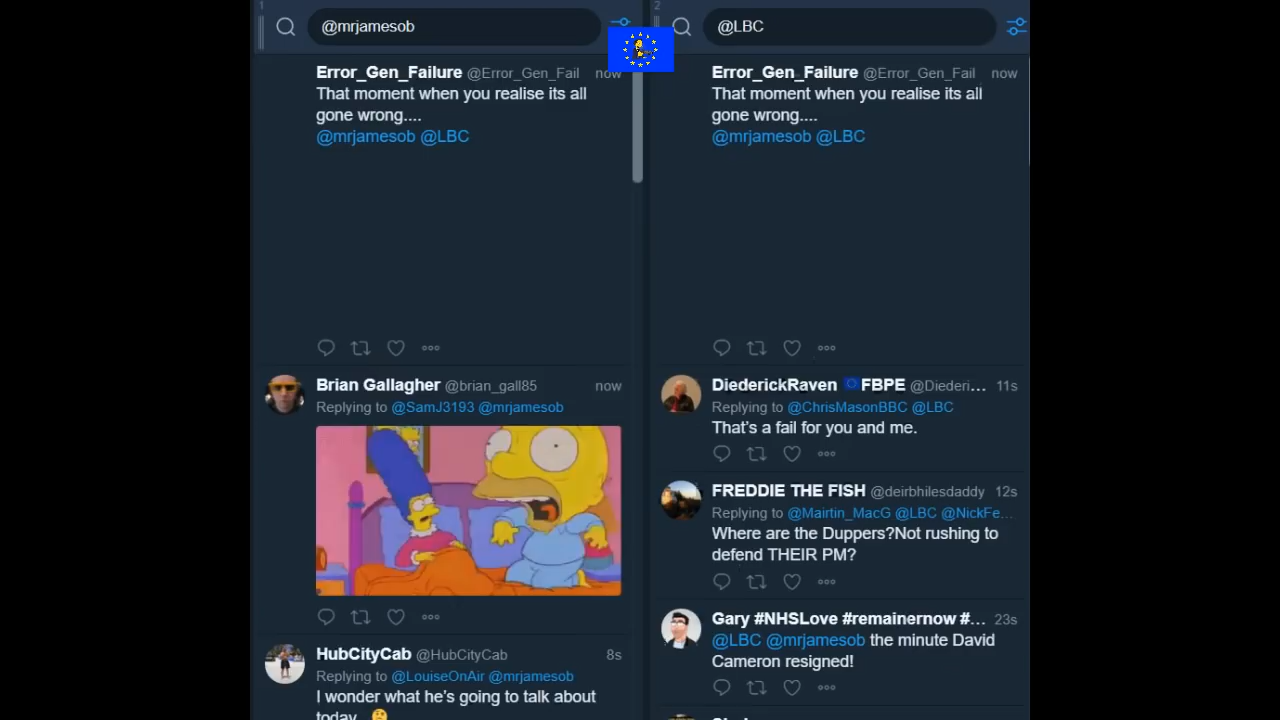 1
@mrjamesob
Error_Gen_Failure @Error_Gen_Fail now
That moment when you realise its all
gone wrong....
@mrjamesob @LBC
Brian Gallagher @brian_gall85 now
Replying to @SamJ3193 @mrjamesob
HubCityCab @HubCityCab 8s
Replying to @LouiseOnAir @mrjamesob
I wonder what he's going to talk about
today
2
@LBC
Error_Gen_Failure @Error_Gen_Fail now
That moment when you realise its all
gone wrong....
@mrjamesob @LBC
DiederickRaven 🇪🇺FBPE @Diederi... 11s
Replying to @ChrisMasonBBC @LBC
That's a fail for you and me.
FREDDIE THE FISH @deirbhilesdaddy 12s
Replying to @Mairtin_MacG @LBC @NickFe...
Where are the Duppers?Not rushing to
defend THEIR PM?
Gary #NHSLove #remainernow #... 23s
@LBC @mrjamesob the minute David
Cameron resigned!